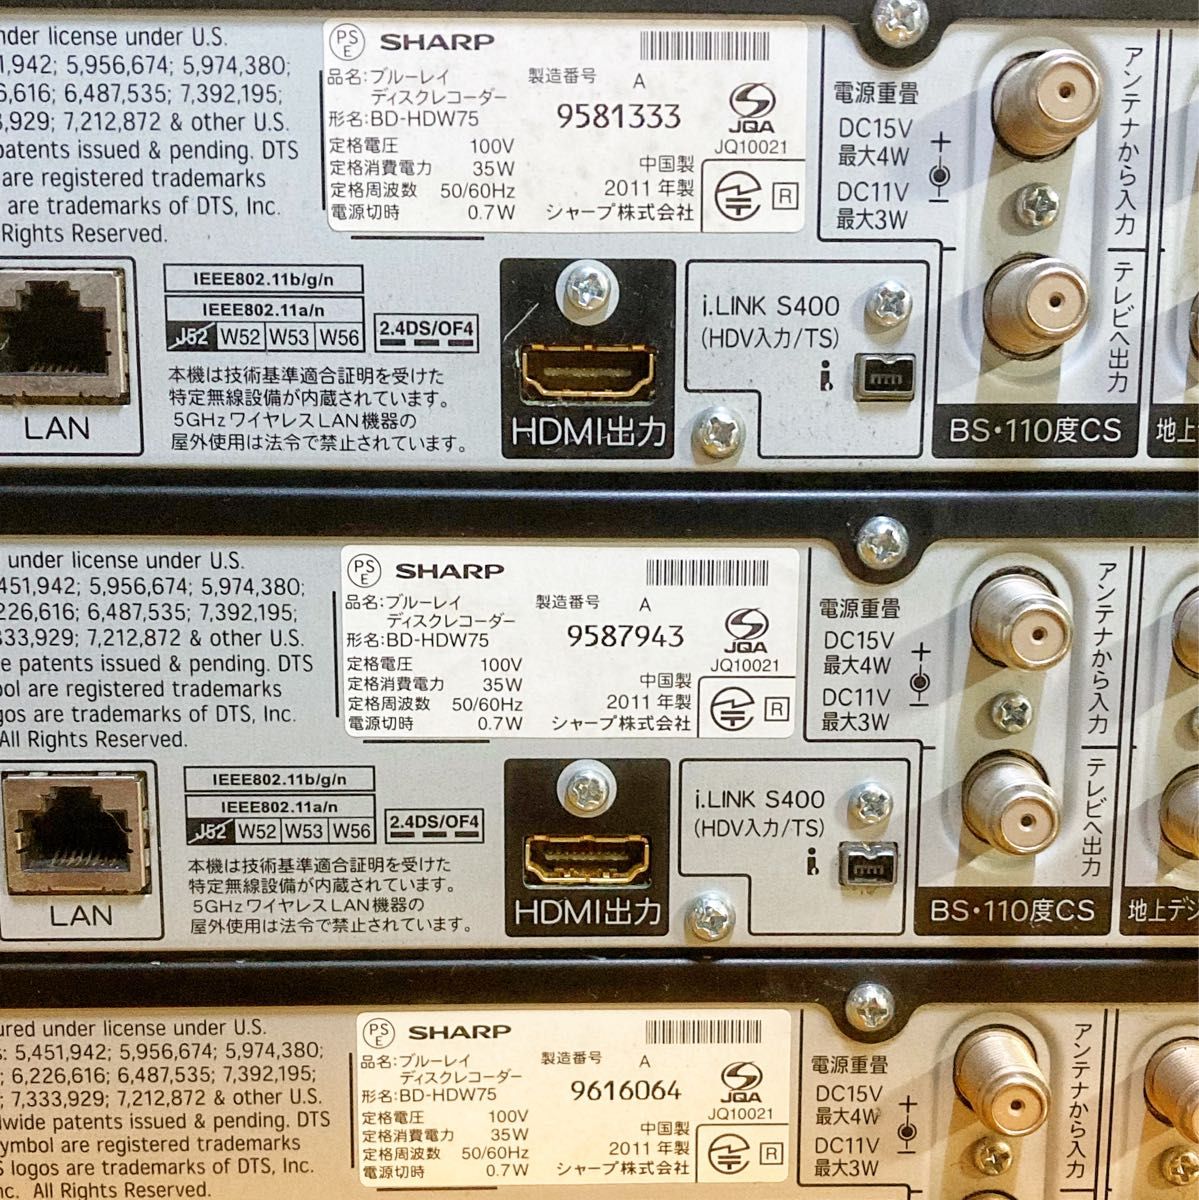 under license under U.S.
5,956,674; 5,974,380;
6,487,535; 7,392,195;
7,212,872 & other U.S.
patents issued & pending. DTS
are registered trademarks
are trademarks of DTS, Inc.
Rights Reserved.
PSE SHARP
品名:ブルーレイ
ディスクレコーダー
形名:BD-HDW75
定格電圧 100V
定格消費電力 35W
定格周波数 50/60Hz
電源切時 0.7W
製造番号 A
9581333
JQA
JQ10021
中国製
2011 年製
シャープ株式会社
R
電源重畳
DC15V
最大4W
DC11V
最大3W
アンテナから入力
テレビへ出力
BS・110度CS
地上
LAN
IEEE802.11b/g/n
IEEE802.11a/n
J52 W52 W53 W56
2.4DS/OF4
本機は技術基準適合証明を受けた
特定無線設備が内蔵されています。
5GHzワイヤレスLAN機器の
屋外使用は法令で禁止されています。
HDMI出力
i.LINK S400
(HDV入力/TS)
under license under U.S.
5,956,674; 5,974,380;
6,487,535; 7,392,195;
7,212,872 & other U.S.
patents issued & pending. DTS
are registered trademarks
are trademarks of DTS, Inc.
All Rights Reserved.
PSE SHARP
品名:ブルーレイ
ディスクレコーダー
形名:BD-HDW75
定格電圧 100V
定格消費電力 35W
定格周波数 50/60Hz
電源切時 0.7W
製造番号 A
9587943
JQA
JQ10021
中国製
2011 年製
シャープ株式会社
R
電源重畳
DC15V
最大4W
DC11V
最大3W
アンテナから入力
テレビへ出力
BS・110度CS
地上デジ
LAN
IEEE802.11b/g/n
IEEE802.11a/n
J52 W52 W53 W56
2.4DS/OF4
本機は技術基準適合証明を受けた
特定無線設備が内蔵されています。
5GHzワイヤレスLAN機器の
屋外使用は法令で禁止されています。
HDMI出力
i.LINK S400
(HDV入力/TS)
under license under U.S.
5,451,942; 5,956,674; 5,974,380;
6,226,616; 6,487,535; 7,392,195;
7,333,929; 7,212,872 & other U.S.
patents issued & pending. DTS
are registered trademarks
logos are trademarks of DTS, Inc.
All Rights Reserved.
PSE SHARP
品名:ブルーレイ
ディスクレコーダー
形名:BD-HDW75
定格電圧 100V
定格消費電力 35W
定格周波数 50/60Hz
電源切時 0.7W
製造番号 A
9616064
JQA
JQ10021
中国製
2011 年製
シャープ株式会社
R
電源重畳
DC15V
最大4W
DC11V
最大3W
アンテナから入力